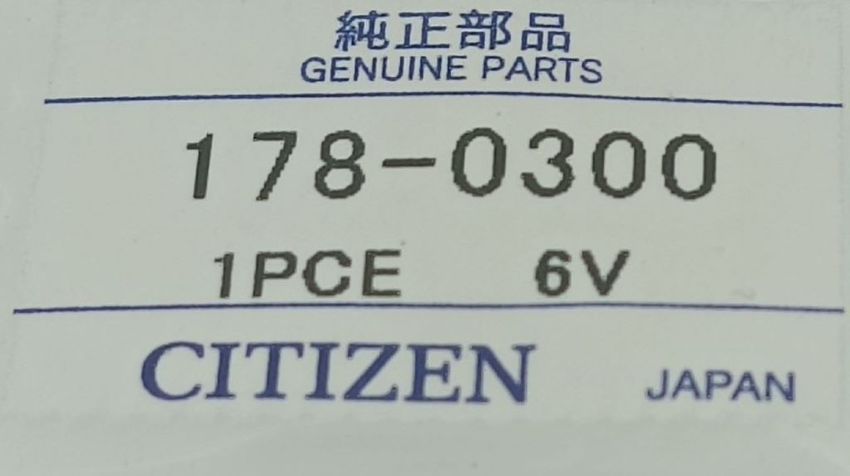 純正部品
GENUINE PARTS
178-0300
1PCE 6V
CITIZEN JAPAN